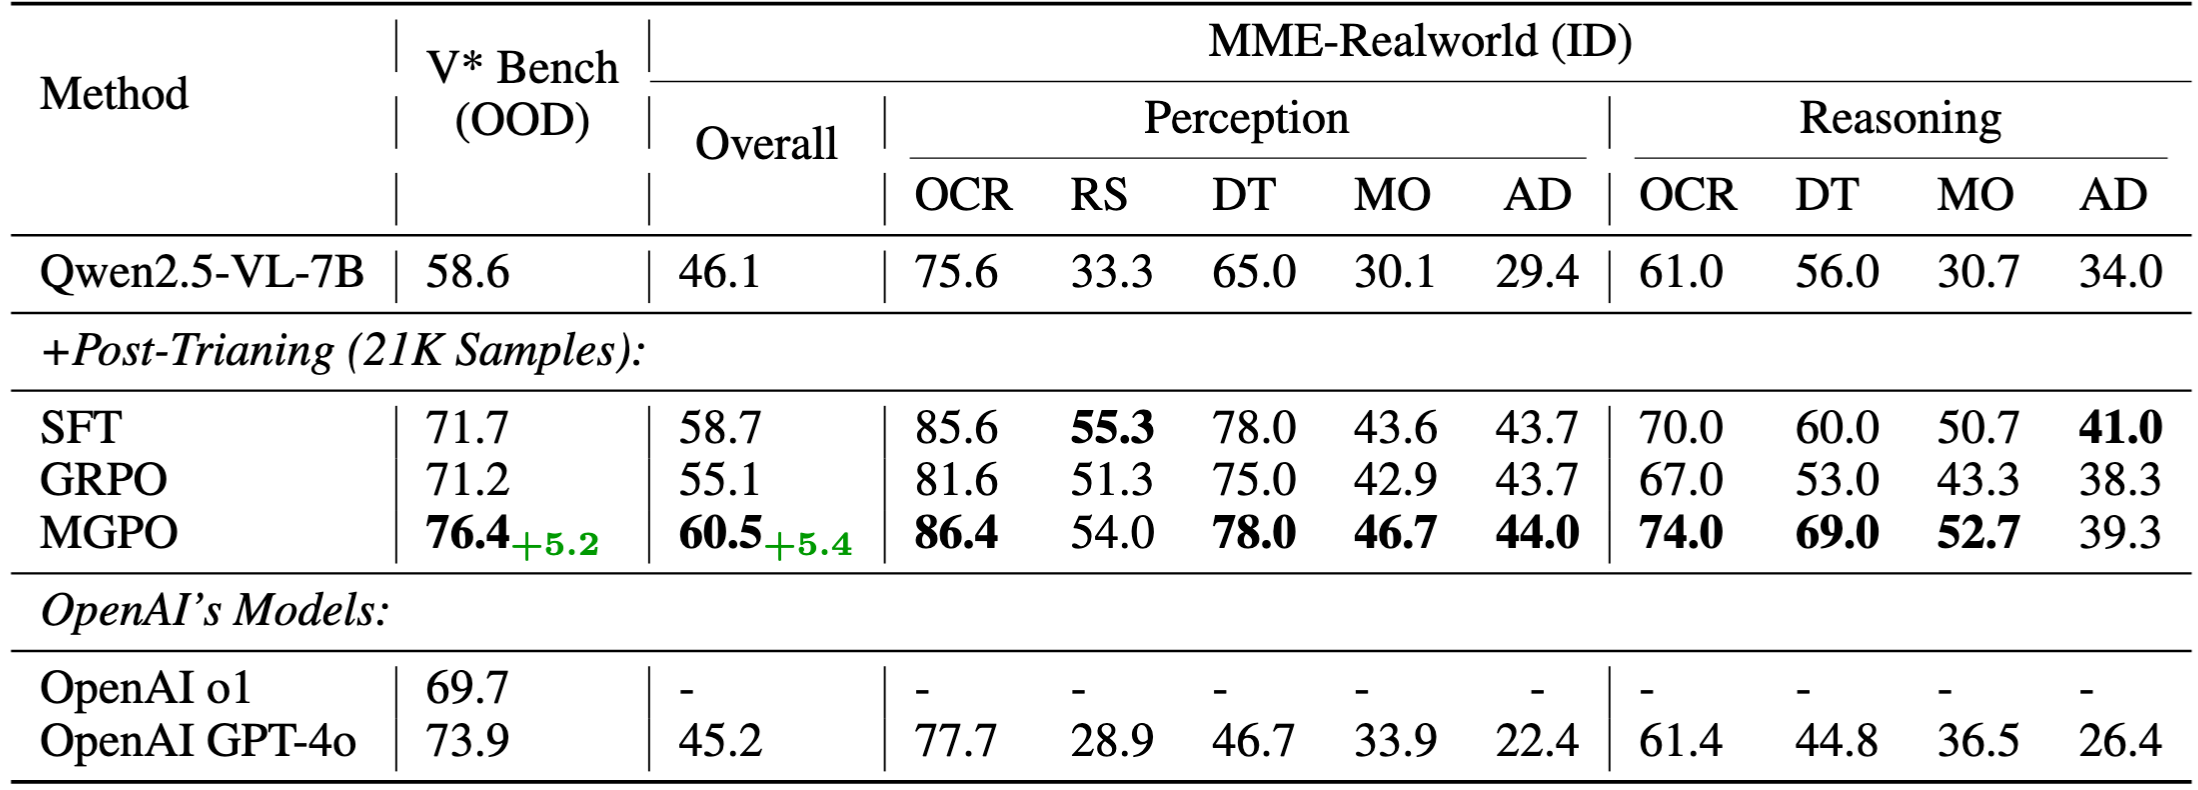 MME-Realworld (ID)
Method V* Bench (OOD) Overall Perception Reasoning
OCR RS DT MO AD OCR DT MO AD
Qwen2.5-VL-7B 58.6 46.1 75.6 33.3 65.0 30.1 29.4 61.0 56.0 30.7 34.0
+Post-Trianing (21K Samples):
SFT 71.7 58.7 85.6 55.3 78.0 43.6 43.7 70.0 60.0 50.7 41.0
GRPO 71.2 55.1 81.6 51.3 75.0 42.9 43.7 67.0 53.0 43.3 38.3
MGPO 76.4+5.2 60.5+5.4 86.4 54.0 78.0 46.7 44.0 74.0 69.0 52.7 39.3
OpenAI's Models:
OpenAI o1 69.7 - - - - - - - - - -
OpenAI GPT-4o 73.9 45.2 77.7 28.9 46.7 33.9 22.4 61.4 44.8 36.5 26.4